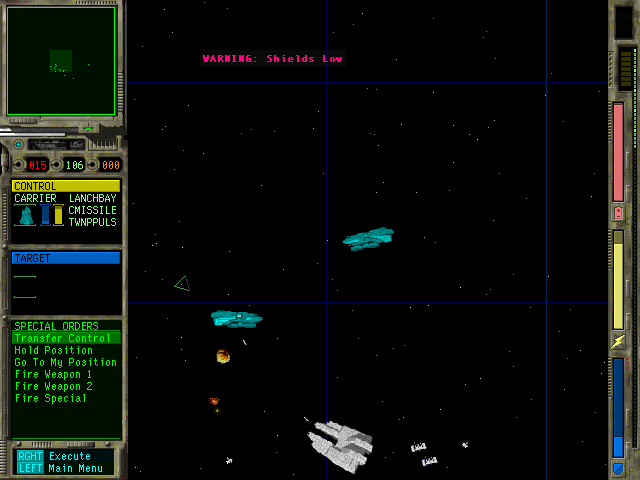 WARNING: Shields Low
015 106 000
CONTROL
CARRIER LANCHBAY
CMISSILE
TWNPPULS
TARGET
SPECIAL ORDERS
Transfer Control
Hold Position
Go To My Position
Fire Weapon 1
Fire Weapon 2
Fire Special
RGHT Execute
LEFT Main Menu